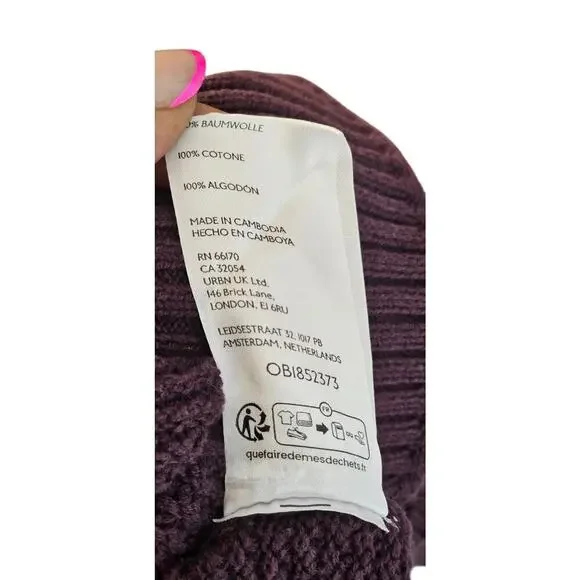 % BAUMWOLLE
100% COTONE
100% ALGODÓN
MADE IN CAMBODIA
HECHO EN CAMBOYA
RN 66170
CA 32054
URBN UK Ltd.
146 Brick Lane,
LONDON, E1 6RU
LEIDSESTRAAT 32, 1017 PB
AMSTERDAM, NETHERLANDS
OB1852373
FR
quefairedemesdechets.fr